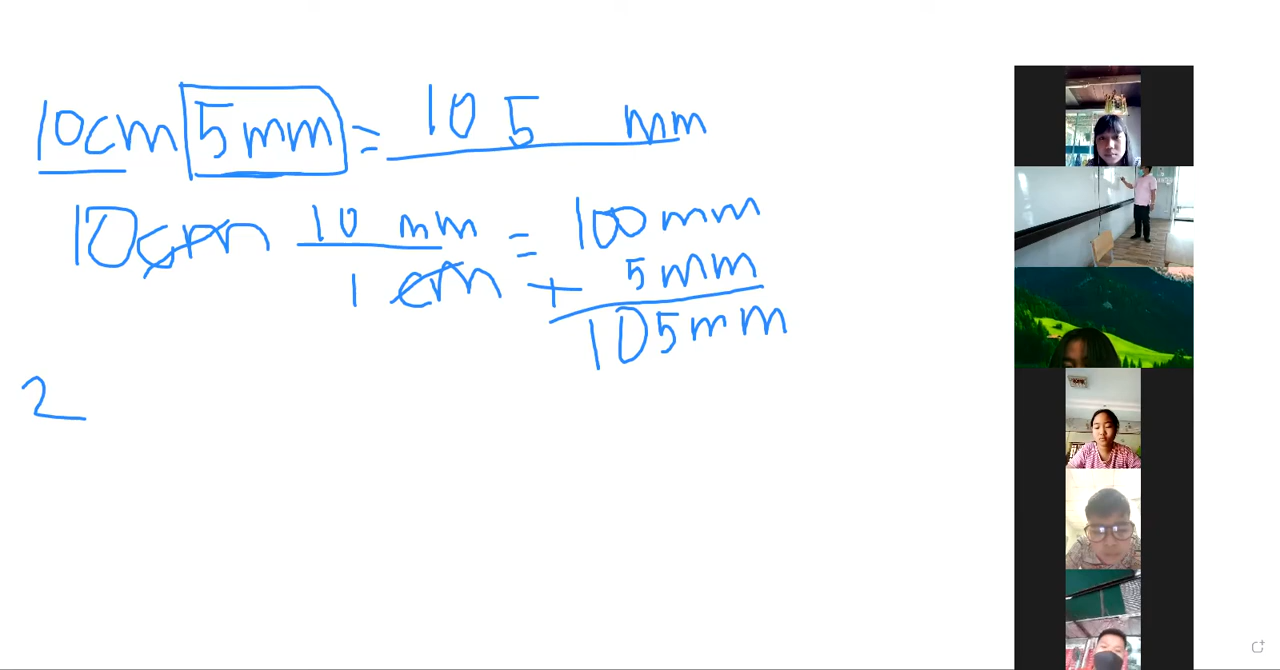 10cm 5mm = 105 mm
10cm 10 mm = 100mm
1 cm + 5mm
105mm
2